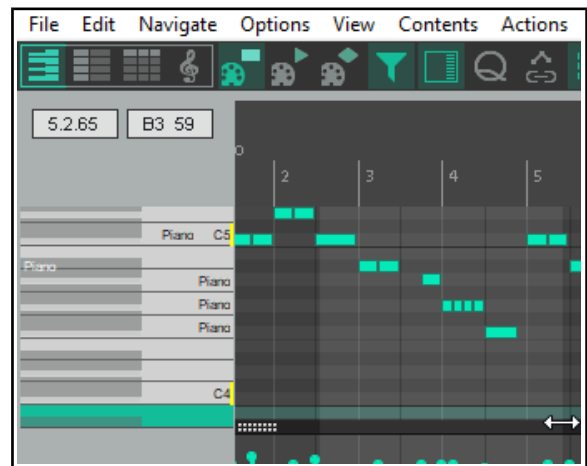 File Edit Navigate Options View Contents Actions
5.2.65 B3 59
2 3 4 5
Piano C5
Piano
Piano
Piano
Piano
C4